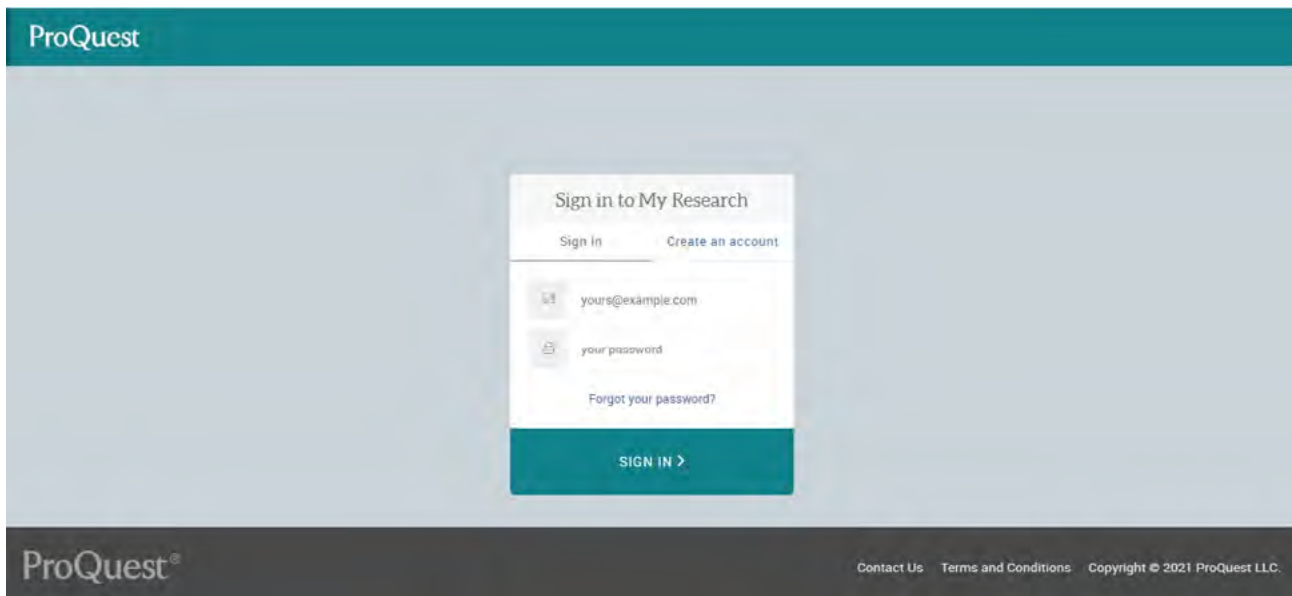 ProQuest
Sign in to My Research
Sign in Create an account
yours@example.com
your password
Forgot your password?
SIGN IN >
ProQuest® Contact Us Terms and Conditions Copyright © 2021 ProQuest LLC.